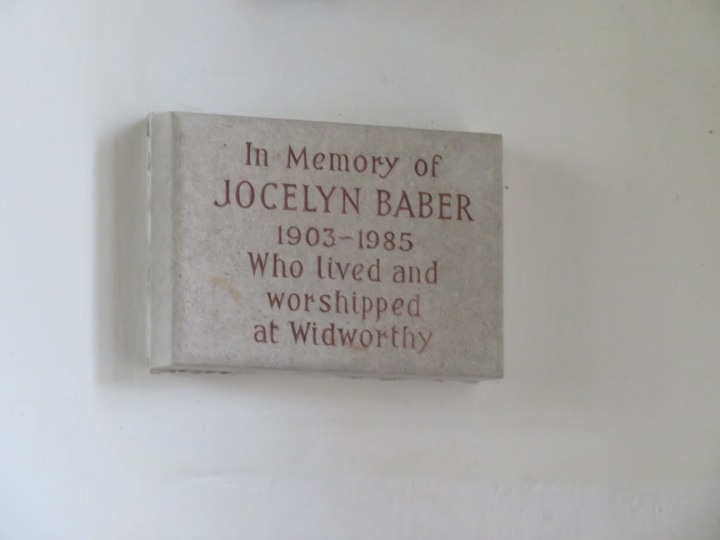 In Memory of
JOCELYN BABER
1903-1985
Who lived and
worshipped
at Widworthy